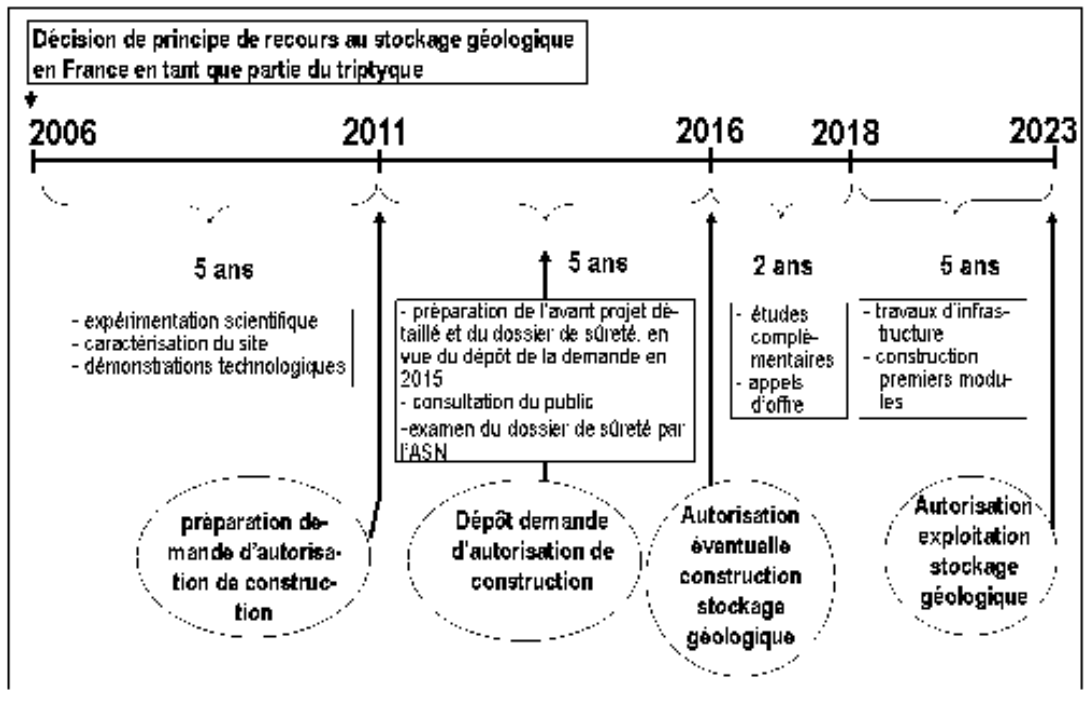 Décision de principe de recours au stockage géologique
en France en tant que partie du triptyque
2006
2011
2016
2018
2023
5 ans
- expérimentation scientifique
- caractérisation du site
- démonstrations technologiques
5 ans
- préparation de l'avant projet dé-
taillé et du dossier de sûreté, en
vue du dépôt de la demande en
2015
- consultation du public
-examen du dossier de sûreté par
l'ASN
2 ans
- études
complé-
mentaires
- appels
d'offre
5 ans
- travaux d'infras-
tructure
- construction
premiers modu-
les
préparation de-
mande d'autorisa-
tion de construc-
tion
Dépôt demande
d'autorisation de
construction
Autorisation
éventuelle
construction
stockage
géologique
Autorisation
exploitation
stockage
géologique